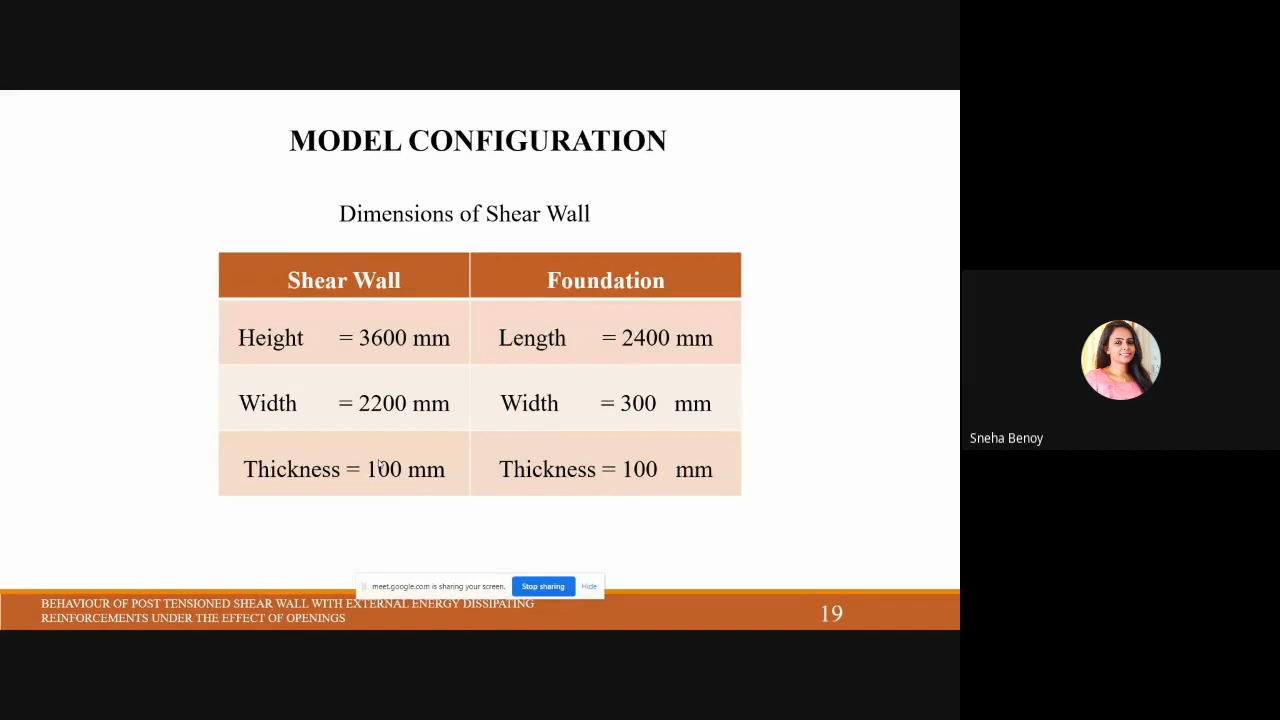 MODEL CONFIGURATION
Dimensions of Shear Wall
Shear Wall Foundation
Height = 3600 mm Length = 2400 mm
Width = 2200 mm Width = 300 mm
Thickness = 100 mm Thickness = 100 mm
Sneha Benoy
meet.google.com is sharing your screen. Stop sharing Hide
BEHAVIOUR OF POST TENSIONED SHEAR WALL WITH EXTERNAL ENERGY DISSIPATING
REINFORCEMENTS UNDER THE EFFECT OF OPENINGS
19